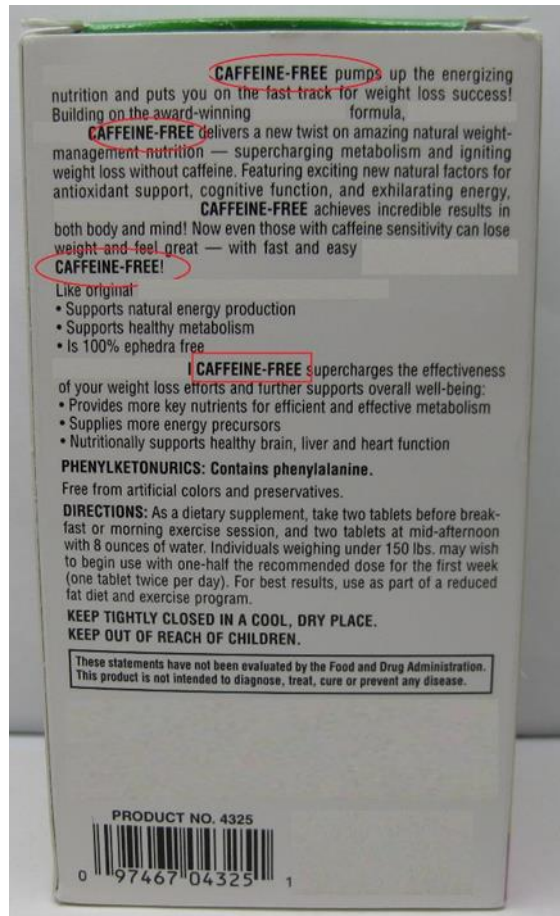 CAFFEINE-FREE pumps up the energizing
nutrition and puts you on the fast track for weight loss success!
Building on the award-winning formula,
CAFFEINE-FREE delivers a new twist on amazing natural weight-
management nutrition — supercharging metabolism and igniting
weight loss without caffeine. Featuring exciting new natural factors for
antioxidant support, cognitive function, and exhilarating energy,
CAFFEINE-FREE achieves incredible results in
both body and mind! Now even those with caffeine sensitivity can lose
weight and feel great — with fast and easy
CAFFEINE-FREE!
Like original
• Supports natural energy production
• Supports healthy metabolism
• Is 100% ephedra free
CAFFEINE-FREE supercharges the effectiveness
of your weight loss efforts and further supports overall well-being:
• Provides more key nutrients for efficient and effective metabolism
• Supplies more energy precursors
• Nutritionally supports healthy brain, liver and heart function
PHENYLKETONURICS: Contains phenylalanine.
Free from artificial colors and preservatives.
DIRECTIONS: As a dietary supplement, take two tablets before break-
fast or morning exercise session, and two tablets at mid-afternoon
with 8 ounces of water. Individuals weighing under 150 lbs. may wish
to begin use with one-half the recommended dose for the first week
(one tablet twice per day). For best results, use as part of a reduced
fat diet and exercise program.
KEEP TIGHTLY CLOSED IN A COOL, DRY PLACE.
KEEP OUT OF REACH OF CHILDREN.
These statements have not been evaluated by the Food and Drug Administration.
This product is not intended to diagnose, treat, cure or prevent any disease.
PRODUCT NO. 4325
0 97467 04325 1